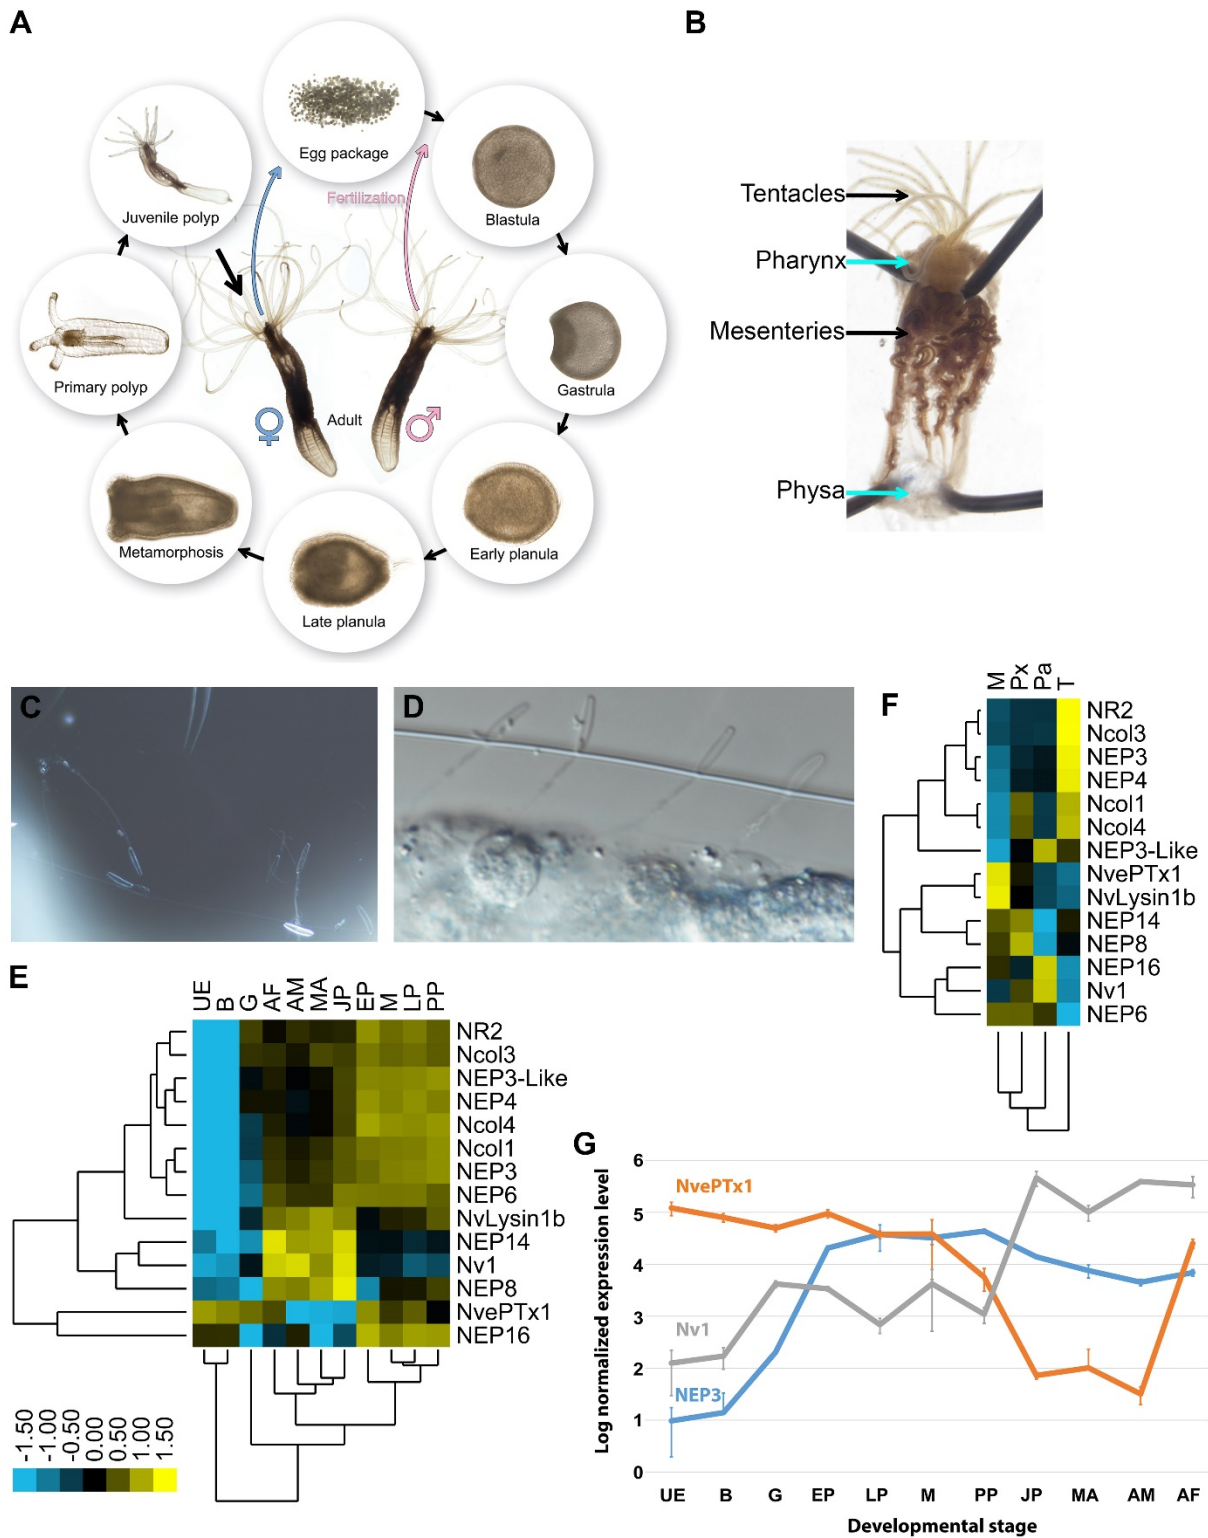 A
Egg package
Blastula
Gastrula
Early planula
Late planula
Metamorphosis
Primary polyp
Juvenile polyp
Fertilization
Adult
♀
♂
B
Tentacles
Pharynx
Mesenteries
Physa
C
D
E
UE B G AF AM MA JP EP M LP PP
NR2
Ncol3
NEP3-Like
NEP4
Ncol4
Ncol1
NEP3
NEP6
NvLysin1b
NEP14
Nv1
NEP8
NvePTx1
NEP16
-1.50 -1.00 -0.50 0.00 0.50 1.00 1.50
F
M Px Pa T
NR2
Ncol3
NEP3
NEP4
Ncol1
Ncol4
NEP3-Like
NvePTx1
NvLysin1b
NEP14
NEP8
NEP16
Nv1
NEP6
G
Log normalized expression level
6
5
4
3
2
1
0
NvePTx1
Nv1
NEP3
UE B G EP LP M PP JP MA AM AF
Developmental stage